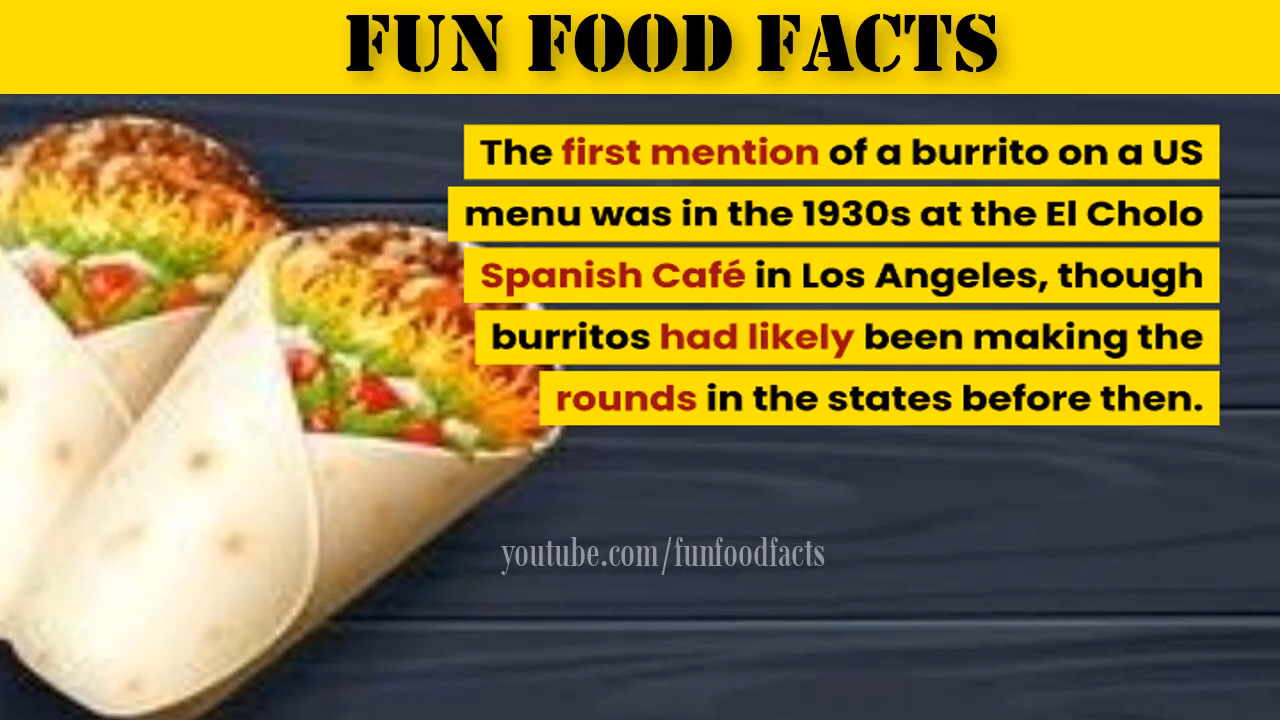 FUN FOOD FACTS
The first mention of a burrito on a US
menu was in the 1930s at the El Cholo
Spanish Café in Los Angeles, though
burritos had likely been making the
rounds in the states before then.
youtube.com/funfoodfacts